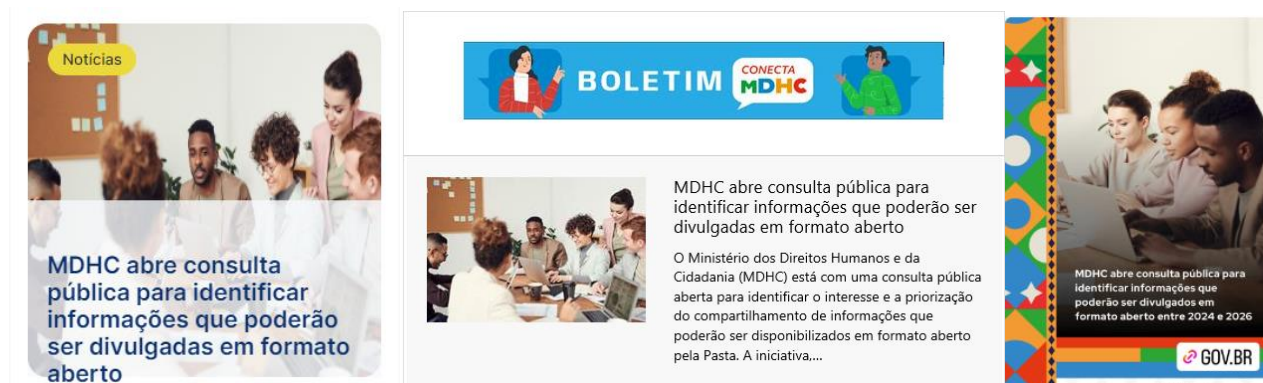 Notícias
MDHC abre consulta
pública para identificar
informações que poderão
ser divulgadas em formato
aberto
BOLETIM CONECTA MDHC
MDHC abre consulta pública para
identificar informações que poderão ser
divulgadas em formato aberto
O Ministério dos Direitos Humanos e da
Cidadania (MDHC) está com uma consulta pública
aberta para identificar o interesse e a priorização
do compartilhamento de informações que
poderão ser disponibilizados em formato aberto
pela Pasta. A iniciativa,...
MDHC abre consulta pública para
identificar informações que
poderão ser divulgados em
formato aberto entre 2024 e 2026
GOV.BR